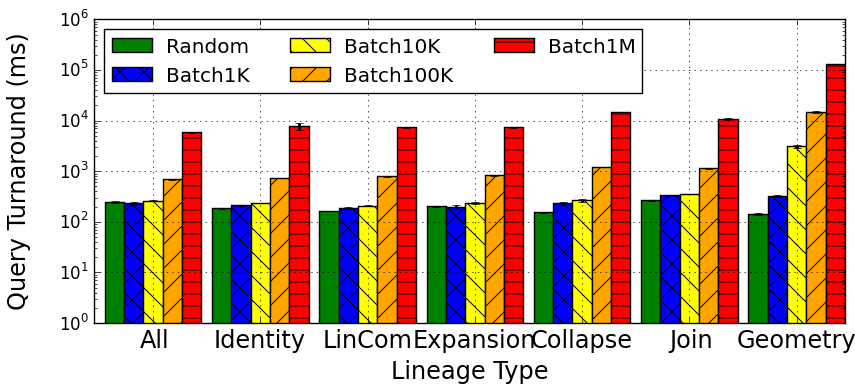 Query Turnaround (ms)
10^6
10^5
10^4
10^3
10^2
10^1
10^0
Random
Batch1K
Batch10K
Batch100K
Batch1M
All Identity LinCom Expansion Collapse Join Geometry
Lineage Type